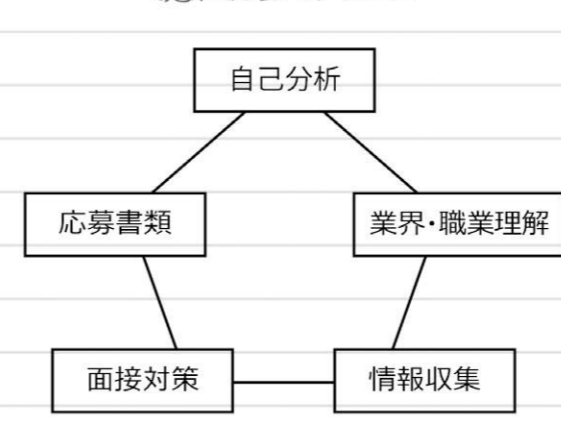 自己分析
応募書類
業界・職業理解
面接対策
情報収集